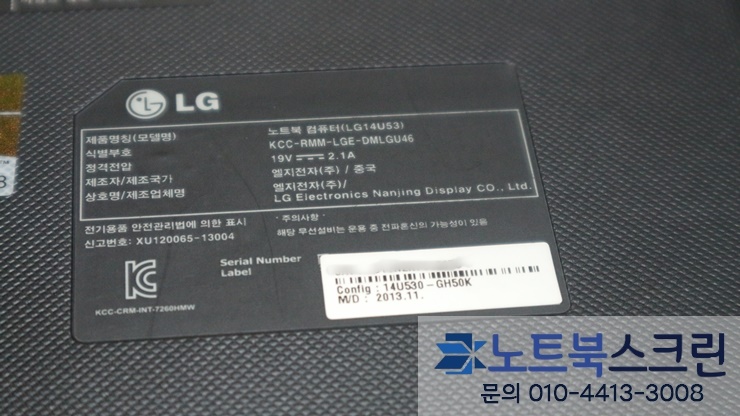 LG
제품명칭(모델명) 노트북 컴퓨터(LG14U53)
식별부호 KCC-RMM-LGE-DMLGU46
정격전압 19V 2.1A
제조자/제조국가 엘지전자(주) / 중국
상호명/제조업체명 엘지전자(주)/
LG Electronics Nanjing Display CO., Ltd.
전기용품 안전관리법에 의한 표시
신고번호: XU120065-13004
· 주의사항 ·
해당 무선설비는 운용 중 전파혼신의 가능성이 있음
Serial Number
Label
Config : 14U530-GH50K
M/D : 2013.11.
KCC-CRM-INT-7260HMW
노트북스크린
문의 010-4413-3008